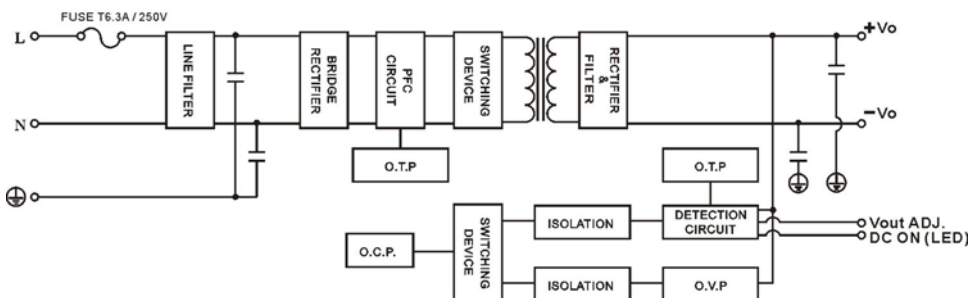 FUSE T6.3A / 250V
L
LINE FILTER
BRIDGE
RECTIFIER
PFC
CIRCUIT
SWITCHING
DEVICE
RECTIFIER
&
FILTER
+Vo
N
-Vo
O.T.P
O.T.P
SWITCHING
DEVICE
ISOLATION
DETECTION
CIRCUIT
Vout ADJ.
DC ON (LED)
O.C.P.
ISOLATION
O.V.P